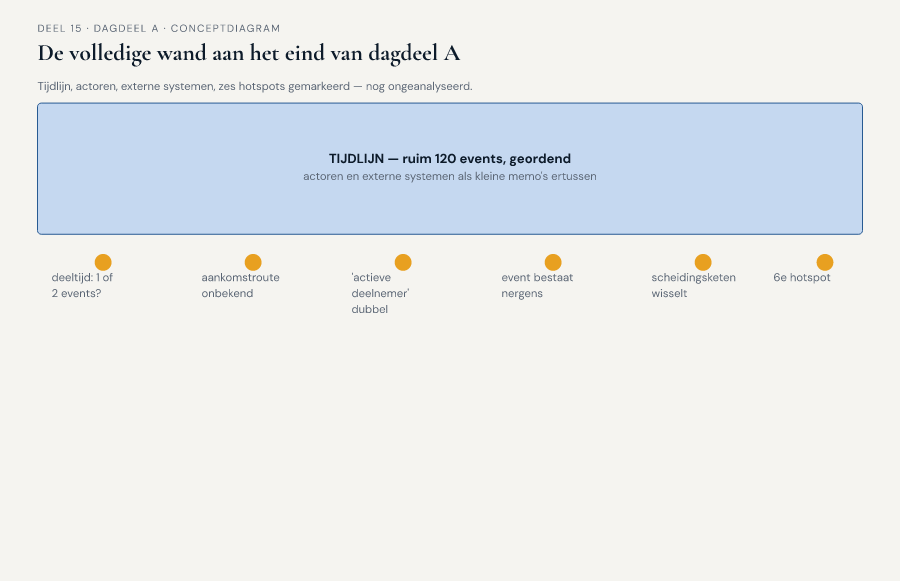 DEEL 15 · DAGDEEL A · CONCEPTDIAGRAM
De volledige wand aan het eind van dagdeel A
Tijdlijn, actoren, externe systemen, zes hotspots gemarkeerd — nog ongeanalyseerd.
TIJDLIJN — ruim 120 events, geordend
actoren en externe systemen als kleine memo's ertussen
deeltijd: 1 of
2 events?
aankomstroute
onbekend
'actieve
deelnemer'
dubbel
event bestaat
nergens
scheidingsketen
wisselt
6e hotspot